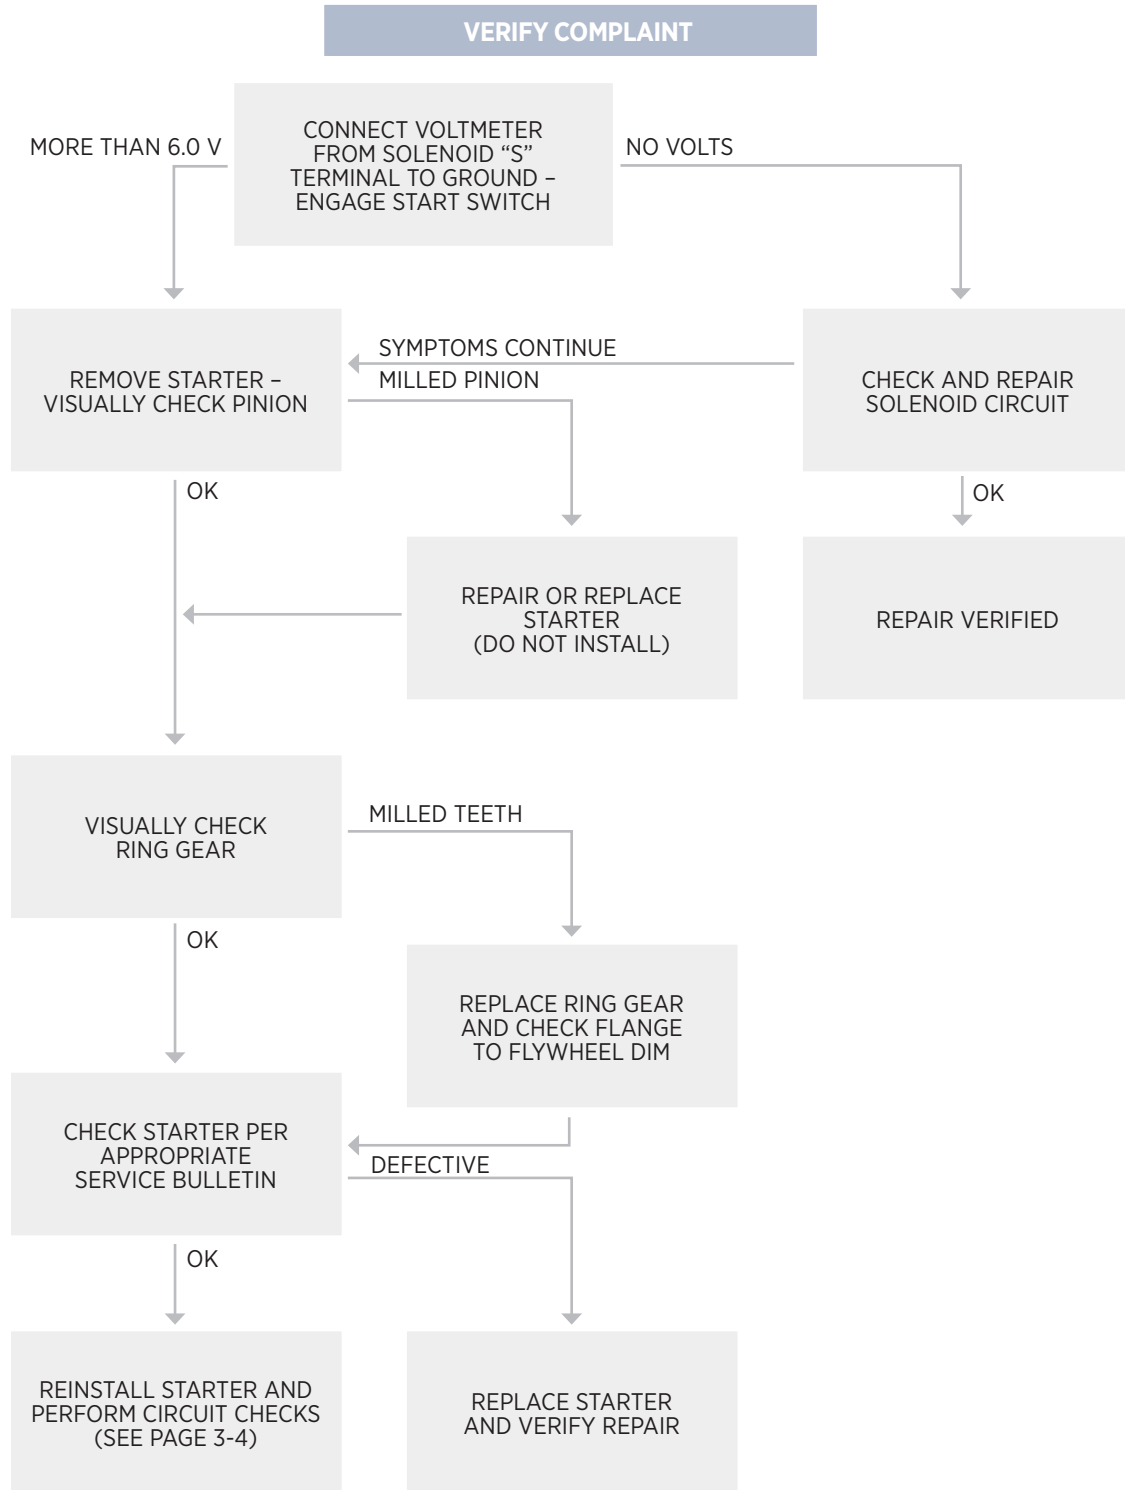 VERIFY COMPLAINT
CONNECT VOLTMETER
FROM SOLENOID “S”
TERMINAL TO GROUND –
ENGAGE START SWITCH
MORE THAN 6.0 V
NO VOLTS
REMOVE STARTER –
VISUALLY CHECK PINION
SYMPTOMS CONTINUE
MILLED PINION
CHECK AND REPAIR
SOLENOID CIRCUIT
OK
OK
REPAIR OR REPLACE
STARTER
(DO NOT INSTALL)
REPAIR VERIFIED
VISUALLY CHECK
RING GEAR
MILLED TEETH
OK
REPLACE RING GEAR
AND CHECK FLANGE
TO FLYWHEEL DIM
CHECK STARTER PER
APPROPRIATE
SERVICE BULLETIN
DEFECTIVE
OK
REINSTALL STARTER AND
PERFORM CIRCUIT CHECKS
(SEE PAGE 3-4)
REPLACE STARTER
AND VERIFY REPAIR